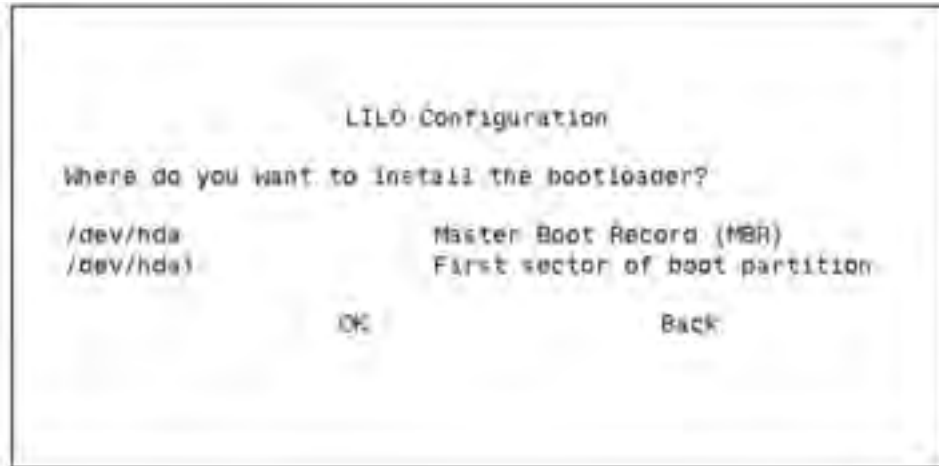 LILO Configuration
Where do you want to install the bootloader?
/dev/hda Master Boot Record (MBR)
/dev/hda1 First sector of boot partition
OK Back